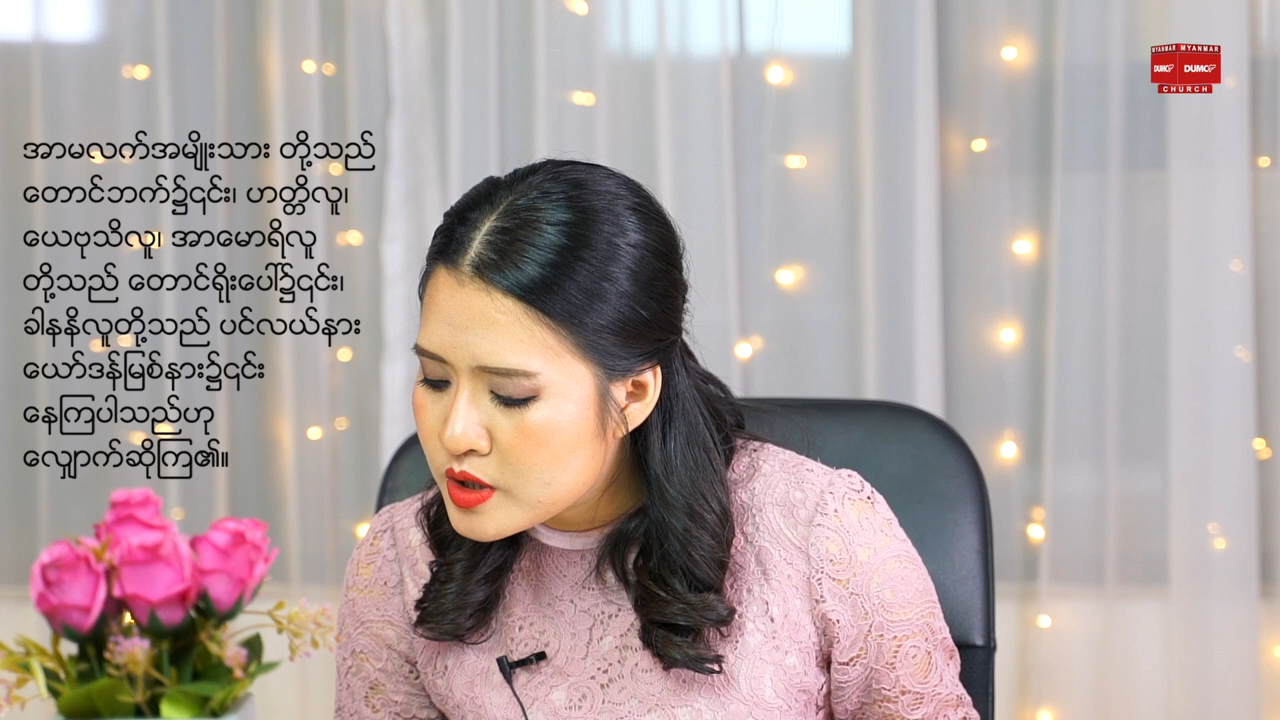 အာမလက်အမျိုးသား တို့သည်
တောင်ဘက်၌၎င်း၊ ဟတ္တိလူ၊
ယေဗုသိလူ၊ အာမောရိလူ
တို့သည် တောင်ရိုးပေါ်၌၎င်း၊
ခါနနိလူတို့သည် ပင်လယ်နား
ယော်ဒန်မြစ်နား၌၎င်း
နေကြပါသည်ဟု
လျှောက်ဆိုကြ၏။
MYANMAR MYANMAR
DUMC DUMC
CHURCH